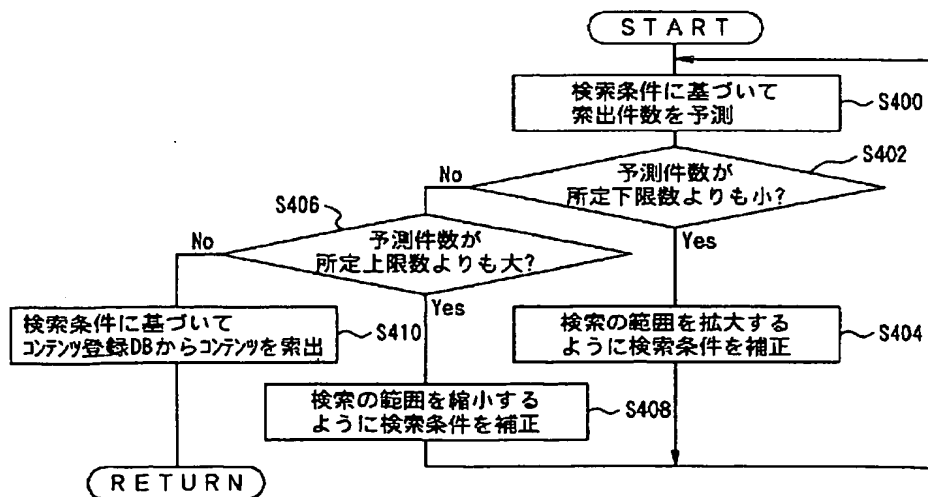 START
検索条件に基づいて
索出件数を予測
S400
S402
予測件数が
所定下限数よりも小?
No
Yes
S406
予測件数が
所定上限数よりも大?
No
Yes
検索条件に基づいて
コンテンツ登録DBからコンテンツを索出
S410
検索の範囲を拡大する
ように検索条件を補正
S404
検索の範囲を縮小する
ように検索条件を補正
S408
RETURN